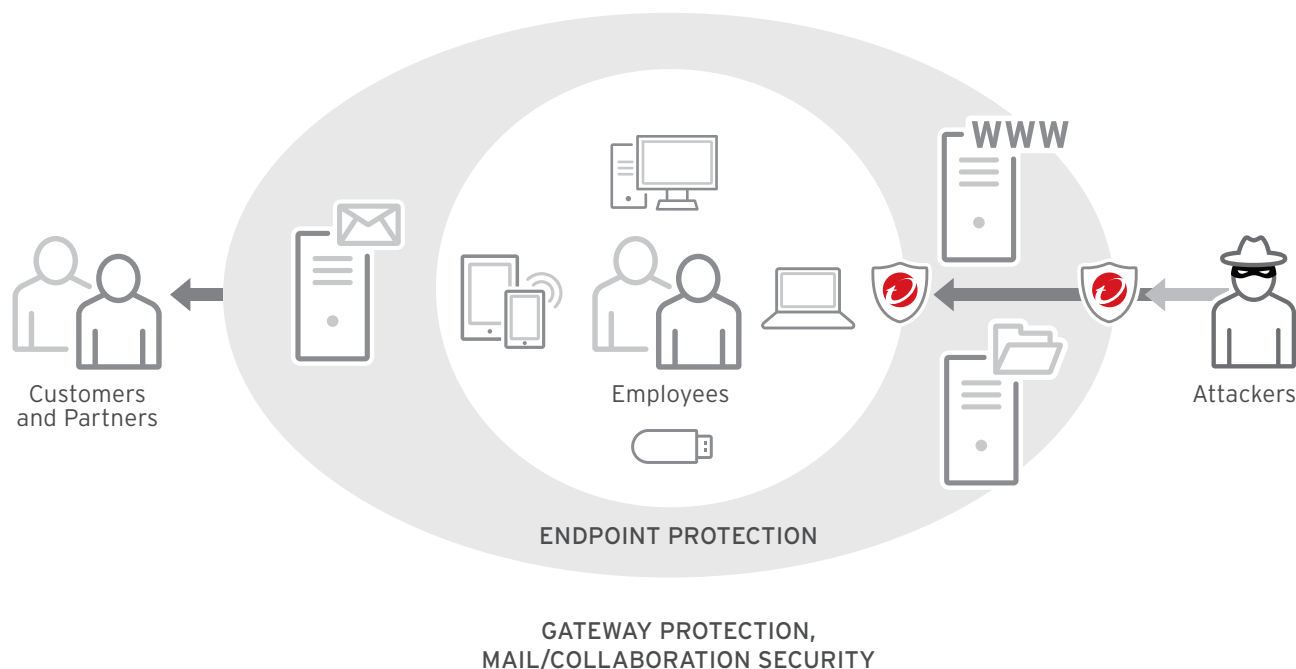 WWW
Customers
and Partners
Employees
Attackers
ENDPOINT PROTECTION
GATEWAY PROTECTION,
MAIL/COLLABORATION SECURITY